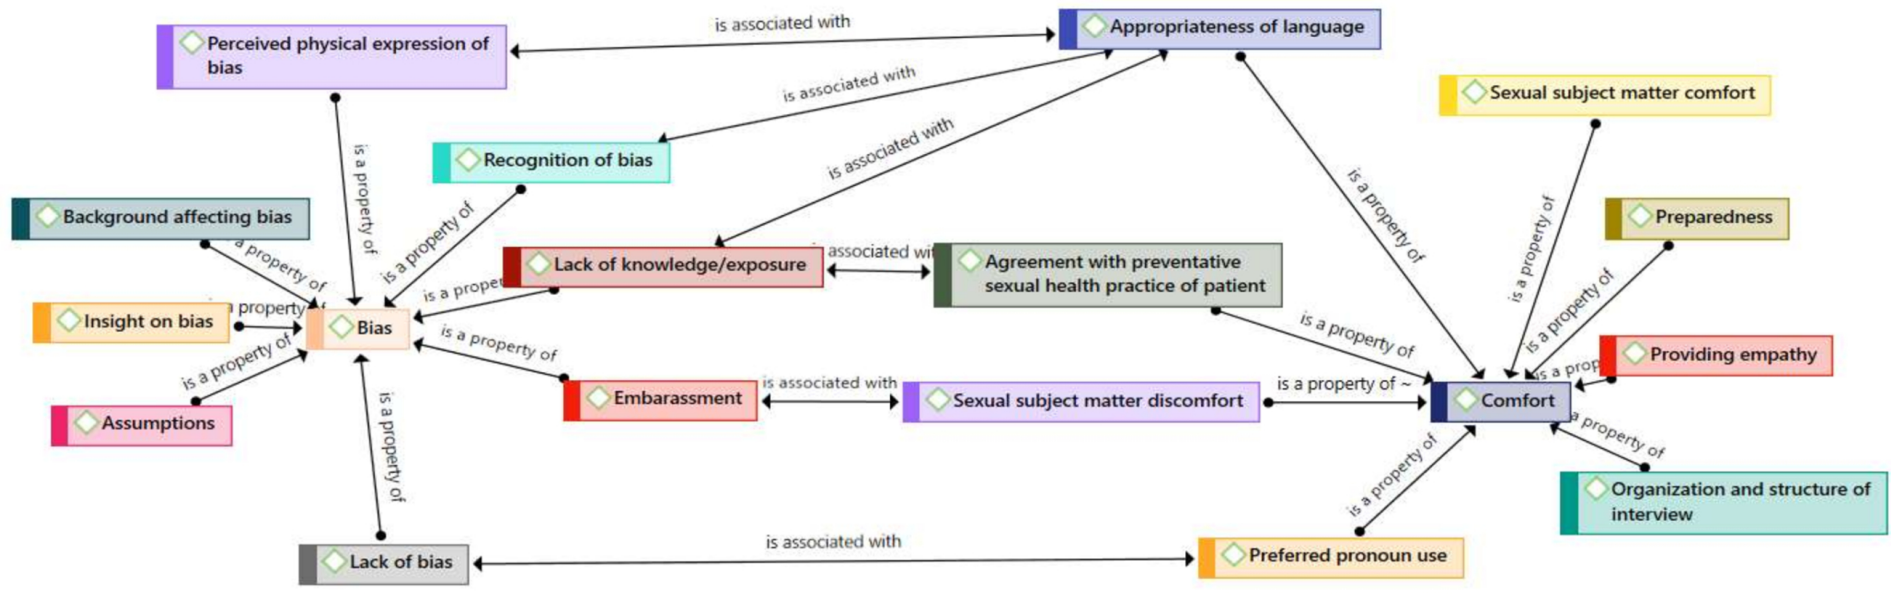 is associated with
Appropriateness of language
Perceived physical expression of
bias
is associated with
Sexual subject matter comfort
is associated with
Recognition of bias
is a property of
is a property of
Background affecting bias
is a property of
Preparedness
a property of
is a property of
is a property of
Lack of knowledge/exposure
associated
Agreement with preventative
sexual health practice of patient
is a
property
is a property of
Insight on bias
Bias
is a property of
is a property of
is a property of
Providing empathy
is a
Embarassment
is associated with
Sexual subject matter discomfort
is a property of ~
Comfort
Assumptions
is a property of
a property of
is a property of
Organization and structure of
interview
Lack of bias
is associated with
Preferred pronoun use